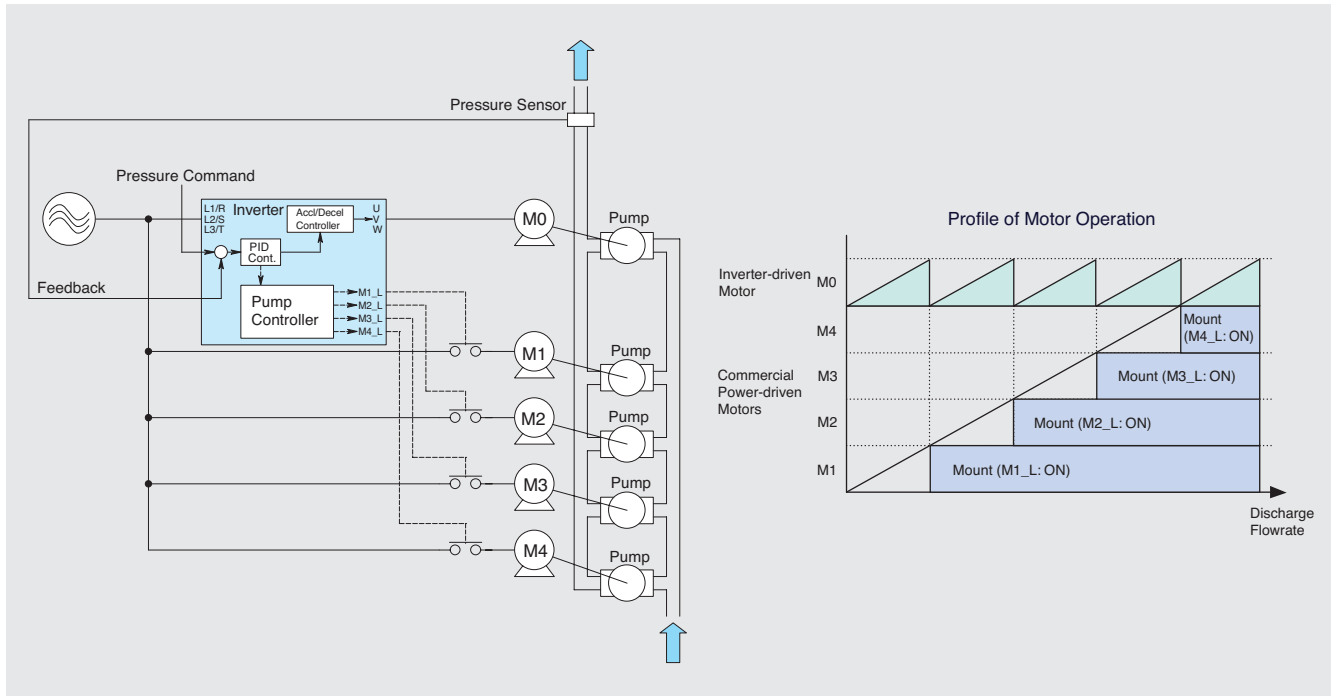 Pressure Sensor
Pressure Command
L1/R
L2/S
L3/T
Inverter
Accl/Decel
Controller
U
V
W
PID
Cont.
Feedback
Pump
Controller
M1_L
M2_L
M3_L
M4_L
M0
Pump
M1
Pump
M2
Pump
M3
Pump
M4
Pump
Profile of Motor Operation
Inverter-driven
Motor
M0
M4
Mount
(M4_L: ON)
Commercial
Power-driven
Motors
M3
Mount (M3_L: ON)
M2
Mount (M2_L: ON)
M1
Mount (M1_L: ON)
Discharge
Flowrate